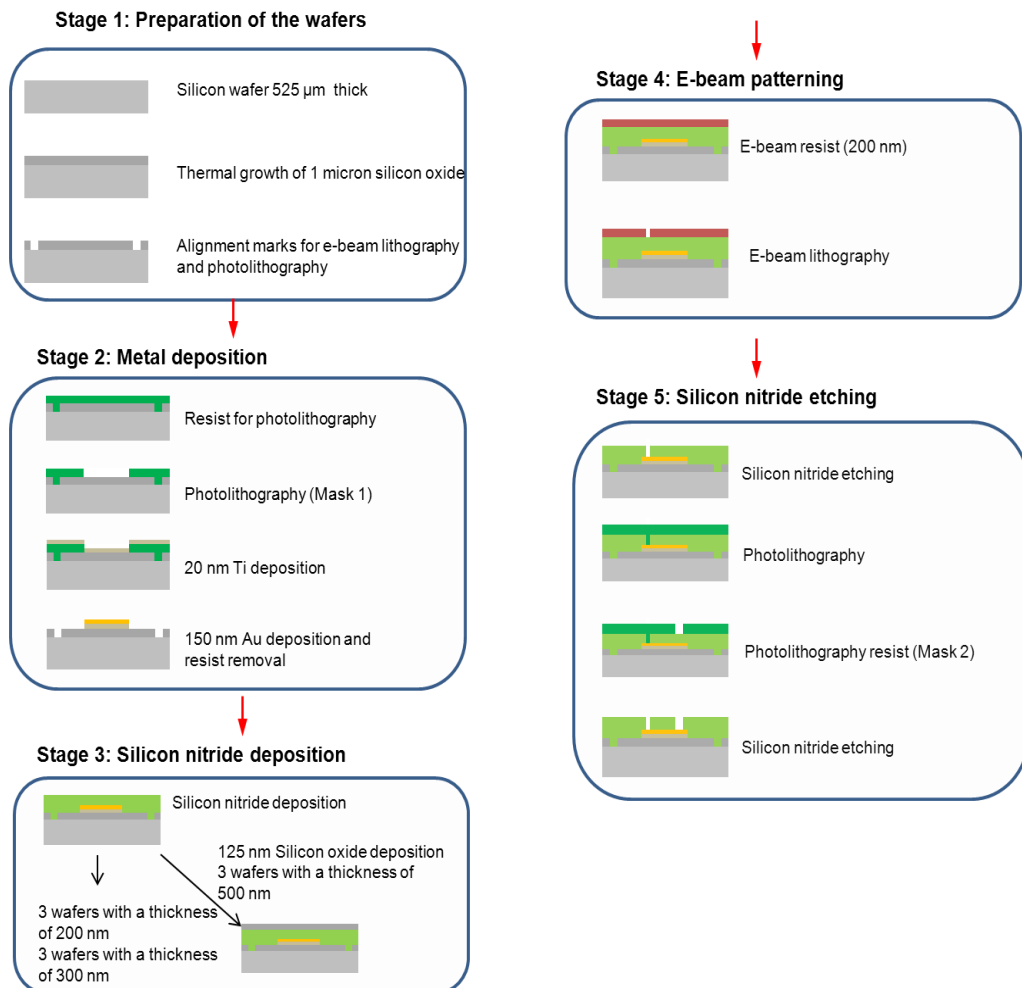 Stage 1: Preparation of the wafers
Silicon wafer 525 µm thick
Thermal growth of 1 micron silicon oxide
Alignment marks for e-beam lithography
and photolithography
Stage 2: Metal deposition
Resist for photolithography
Photolithography (Mask 1)
20 nm Ti deposition
150 nm Au deposition and
resist removal
Stage 3: Silicon nitride deposition
Silicon nitride deposition
125 nm Silicon oxide deposition
3 wafers with a thickness of
500 nm
3 wafers with a thickness
of 200 nm
3 wafers with a thickness
of 300 nm
Stage 4: E-beam patterning
E-beam resist (200 nm)
E-beam lithography
Stage 5: Silicon nitride etching
Silicon nitride etching
Photolithography
Photolithography resist (Mask 2)
Silicon nitride etching